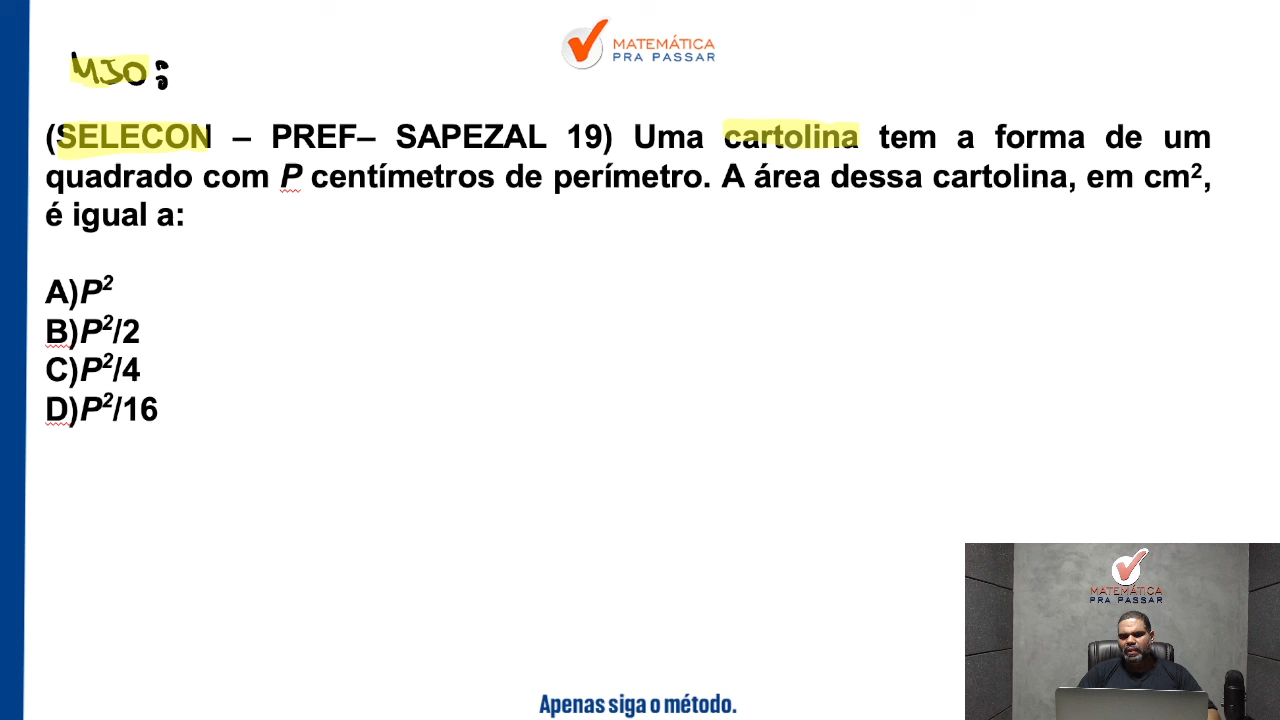 MATEMÁTICA
PRA PASSAR
MJO:
(SELECON – PREF– SAPEZAL 19) Uma cartolina tem a forma de um
quadrado com P centímetros de perímetro. A área dessa cartolina, em cm²,
é igual a:
A)P²
B)P²/2
C)P²/4
D)P²/16
MATEMÁTICA
PRA PASSAR
Apenas siga o método.